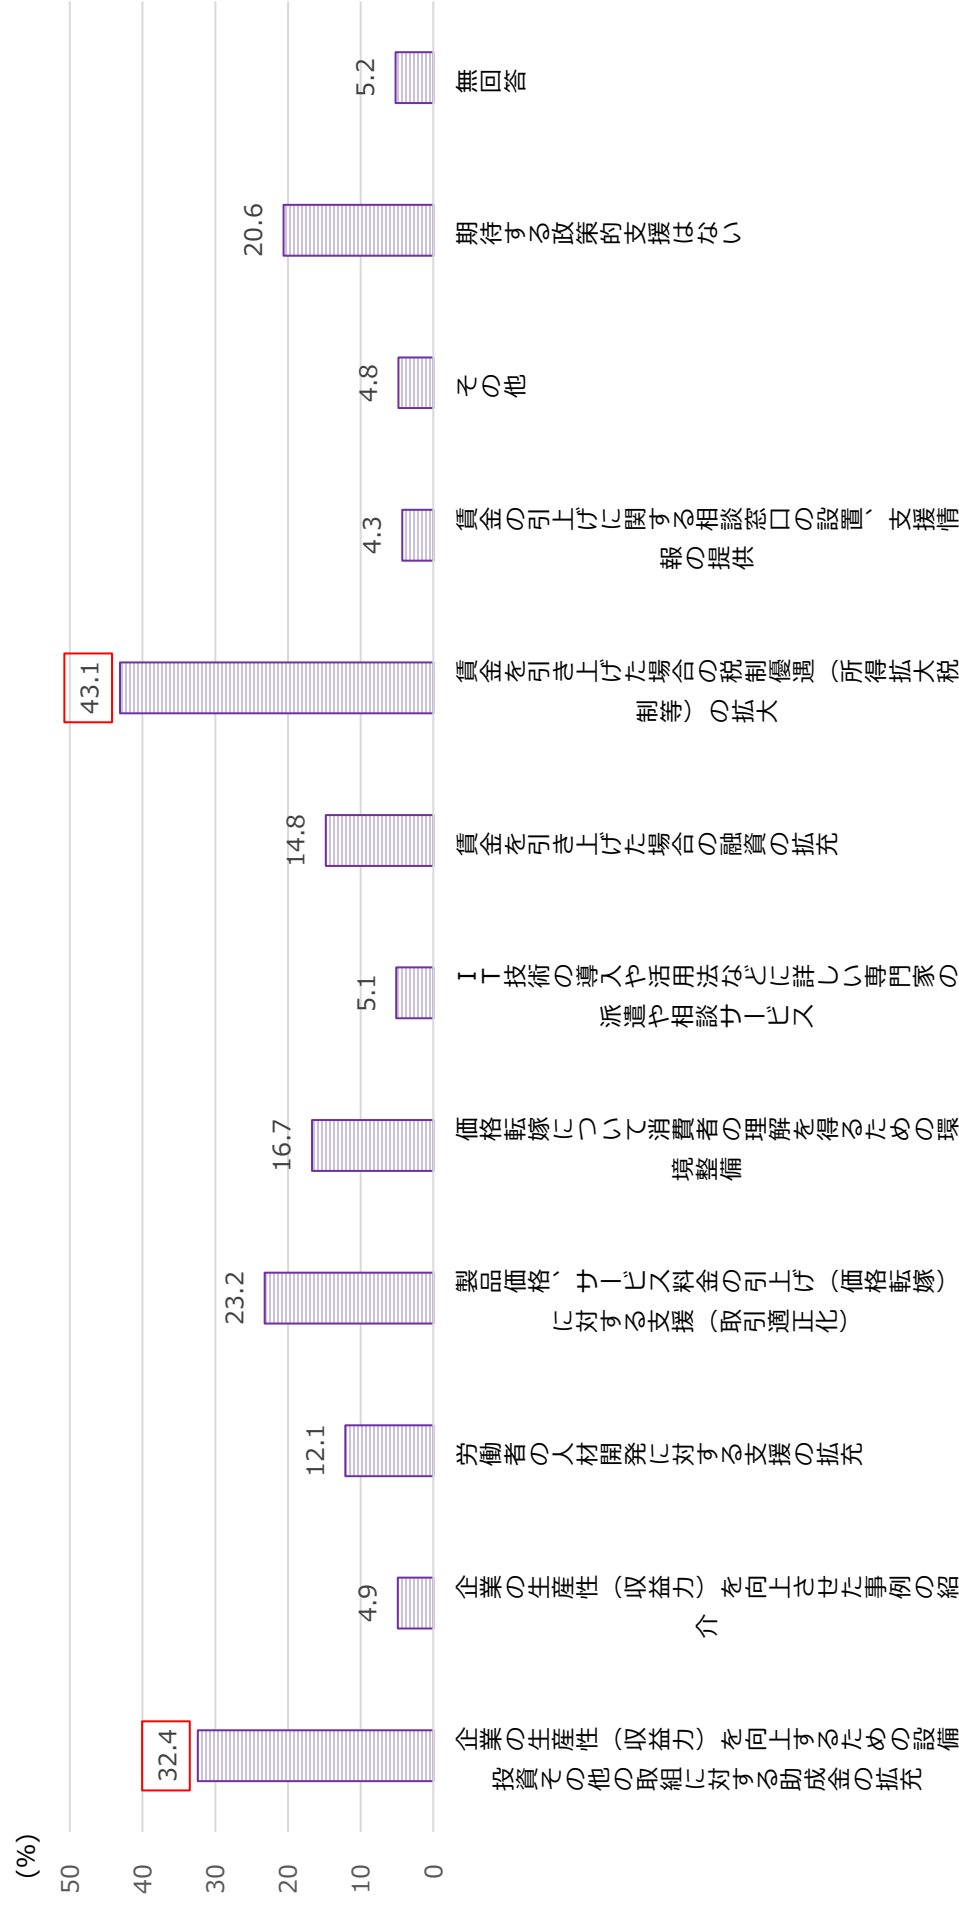 (%)
50
40
30
20
10
0
32.4
4.9
12.1
23.2
16.7
5.1
14.8
43.1
4.3
4.8
20.6
5.2
企業の生産性（収益力）を向上するための設備
投資その他の取組に対する助成金の拡充
企業の生産性（収益力）を向上させた事例の紹
介
労働者の人材開発に対する支援の拡充
製品価格、サービス料金の引上げ（価格転嫁）
に対する支援（取引適正化）
価格転嫁について消費者の理解を得るための環
境整備
ＩＴ技術の導入や活用法などに詳しい専門家の
派遣や相談サービス
賃金を引き上げた場合の融資の拡充
賃金を引き上げた場合の税制優遇（所得拡大税
制等）の拡大
賃金の引上げに関する相談窓口の設置、支援情
報の提供
その他
期待する政策的支援はない
無回答